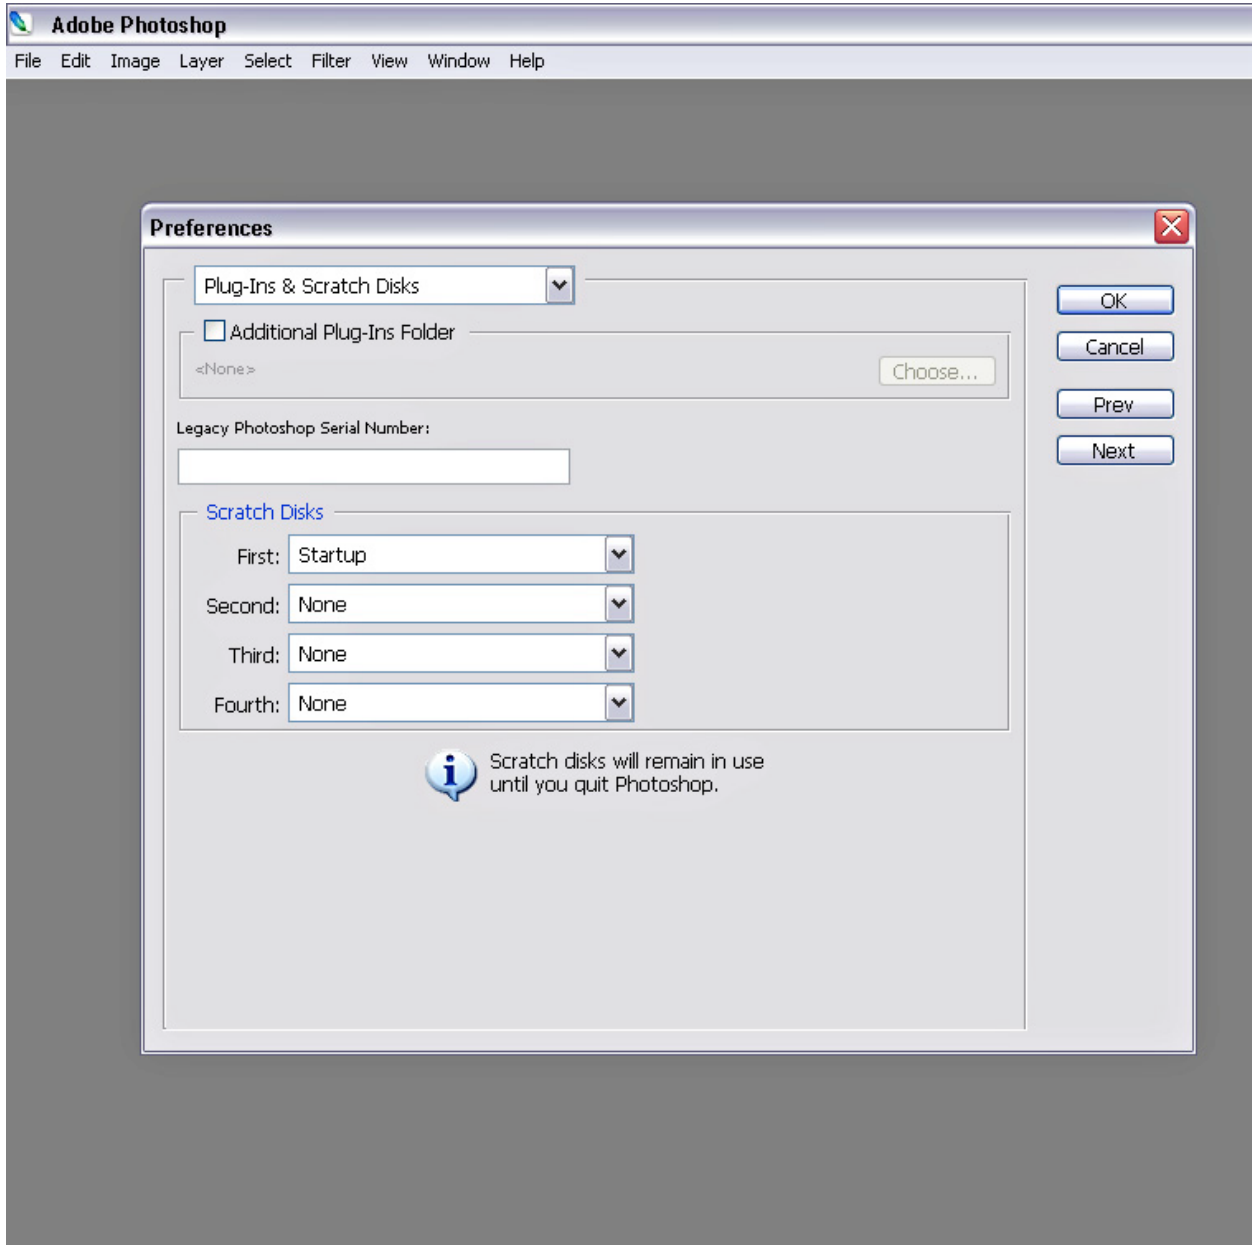 Adobe Photoshop
File Edit Image Layer Select Filter View Window Help
Preferences
Plug-Ins & Scratch Disks
OK
Additional Plug-Ins Folder
Cancel
<None>
Choose...
Prev
Legacy Photoshop Serial Number:
Next
Scratch Disks
First: Startup
Second: None
Third: None
Fourth: None
Scratch disks will remain in use
until you quit Photoshop.